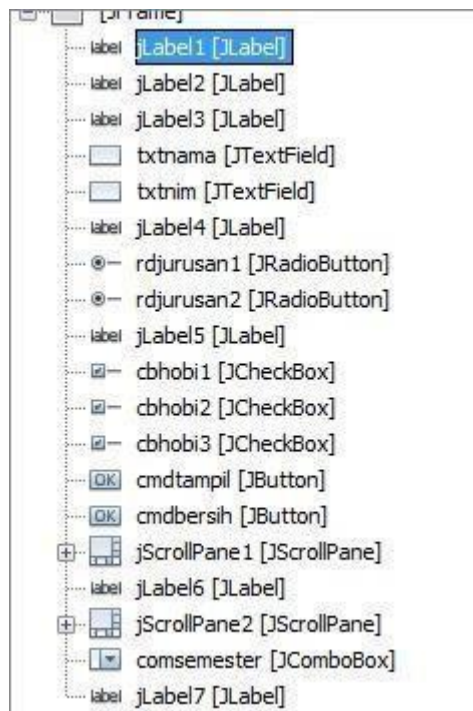 [JFrame]
label jLabel1 [JLabel]
label jLabel2 [JLabel]
label jLabel3 [JLabel]
txtnama [JTextField]
txtnim [JTextField]
label jLabel4 [JLabel]
rdjurusan1 [JRadioButton]
rdjurusan2 [JRadioButton]
label jLabel5 [JLabel]
cbhobi1 [JCheckBox]
cbhobi2 [JCheckBox]
cbhobi3 [JCheckBox]
OK cmdtampil [JButton]
OK cmdbersih [JButton]
jScrollPane1 [JScrollPane]
label jLabel6 [JLabel]
jScrollPane2 [JScrollPane]
comsemester [JComboBox]
label jLabel7 [JLabel]